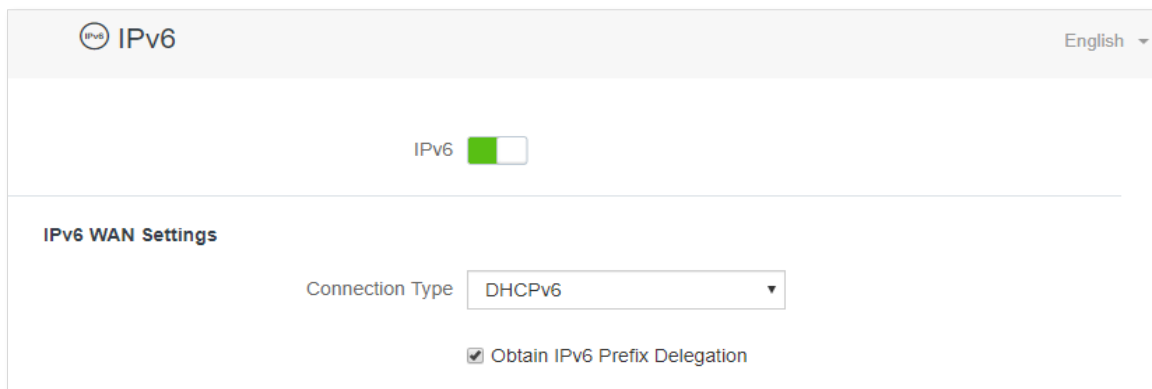 IPv6 IPv6
English
IPv6
IPv6 WAN Settings
Connection Type DHCPv6
Obtain IPv6 Prefix Delegation